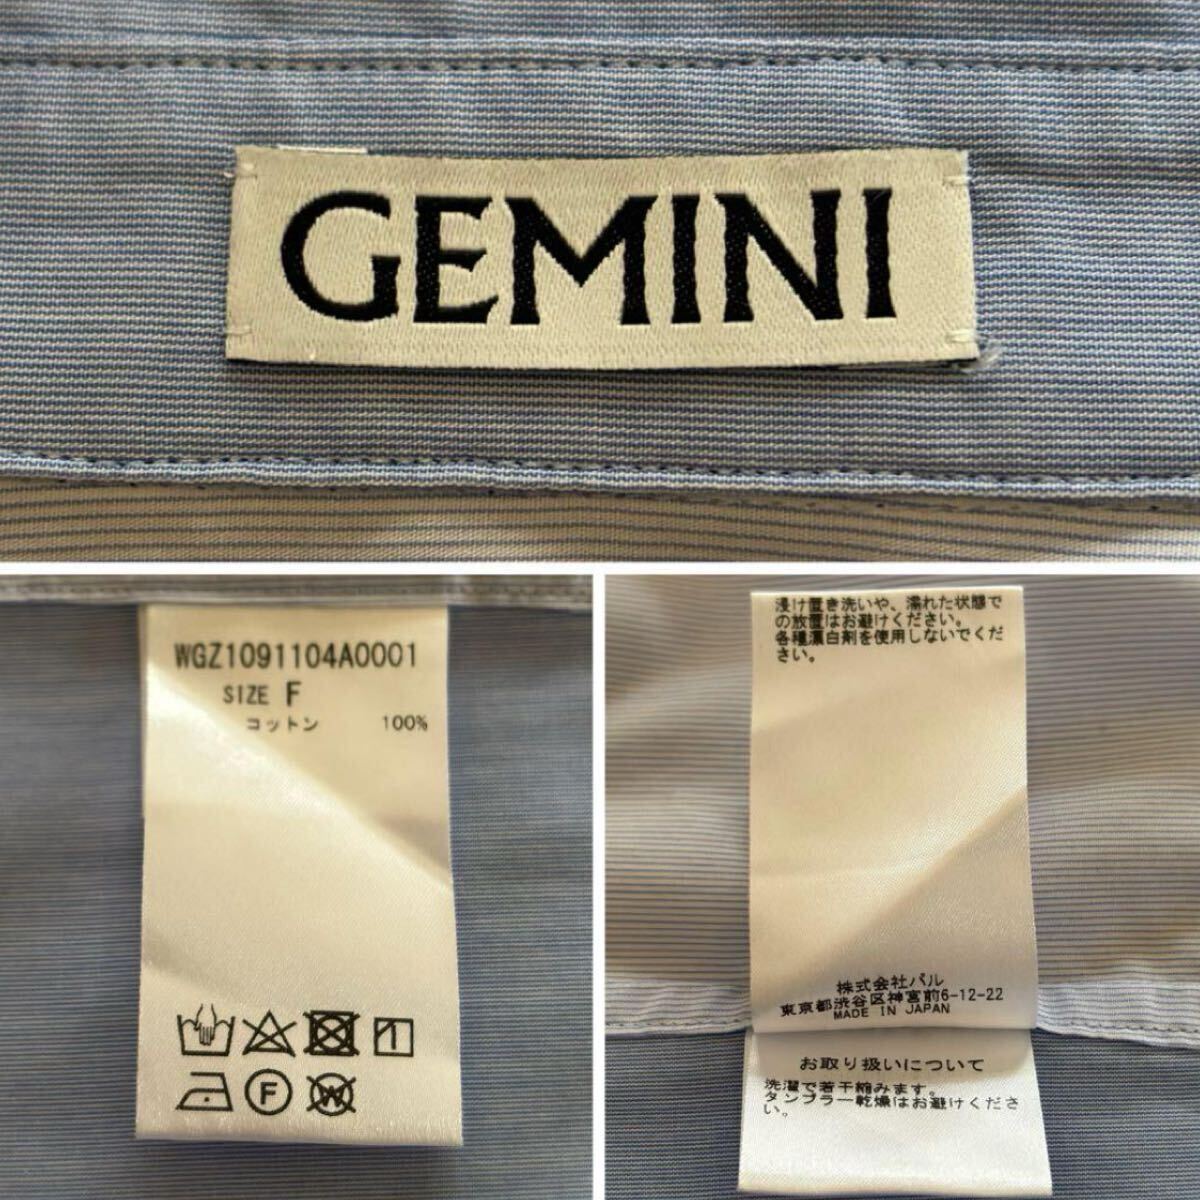 GEMINI
WGZ1091104A0001
SIZE F
コットン 100%
F
W
浸け置き洗いや、濡れた状態で
の放置はお避けください。
各種漂白剤を使用しないでくだ
さい。
株式会社パル
東京都渋谷区神宮前6-12-22
MADE IN JAPAN
お取り扱いについて
洗濯で若干縮みます。
タンブラー乾燥はお避けくださ
い。